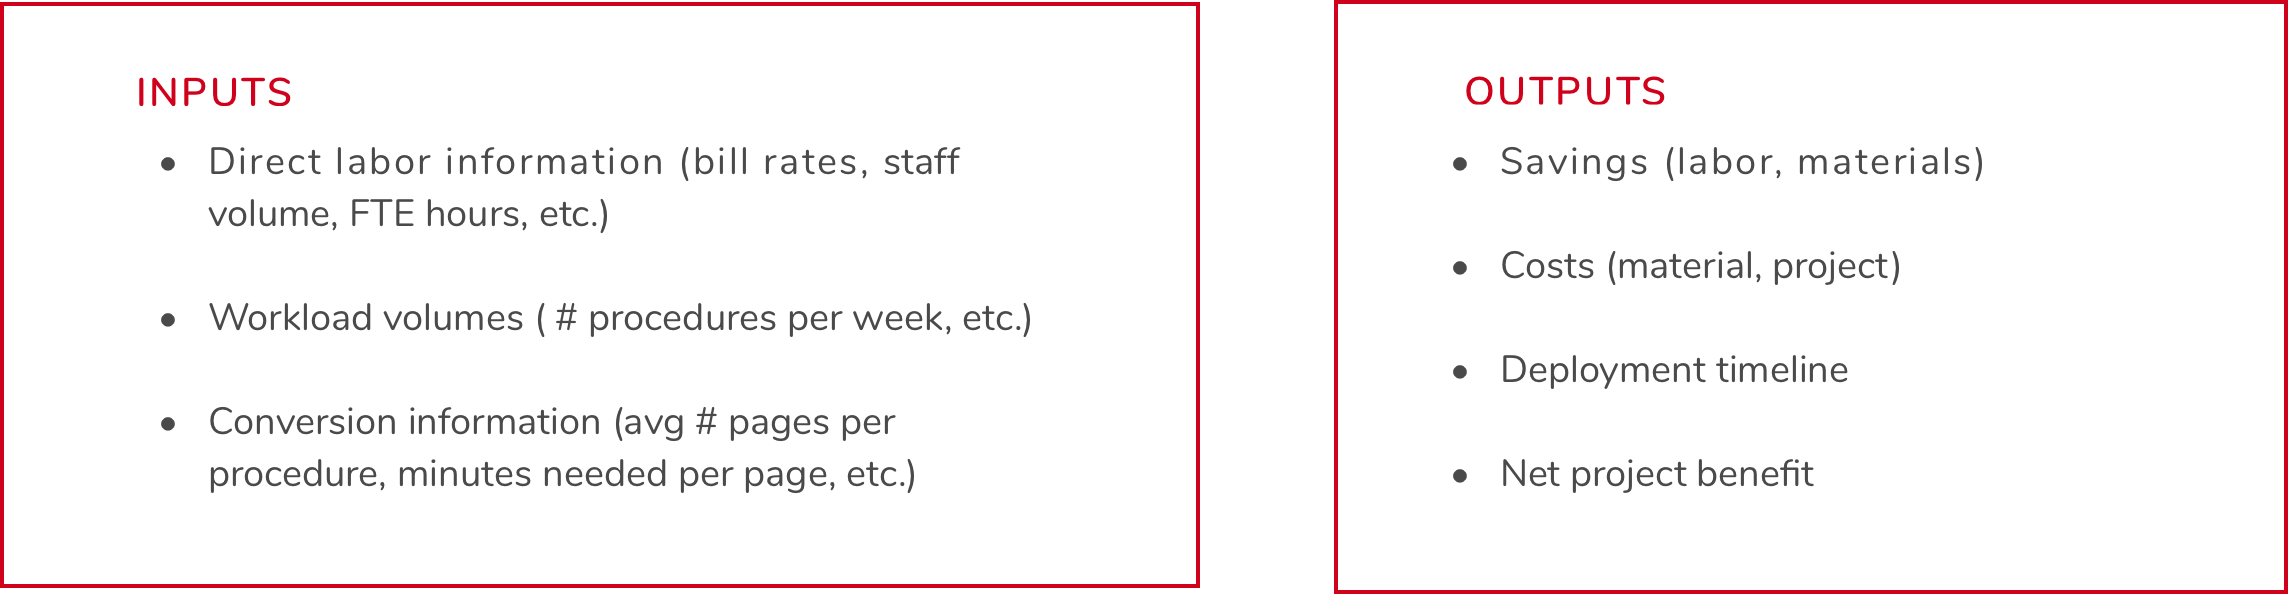 INPUTS
• Direct labor information (bill rates, staff
volume, FTE hours, etc.)
• Workload volumes ( # procedures per week, etc.)
• Conversion information (avg # pages per
procedure, minutes needed per page, etc.)
OUTPUTS
• Savings (labor, materials)
• Costs (material, project)
• Deployment timeline
• Net project benefit